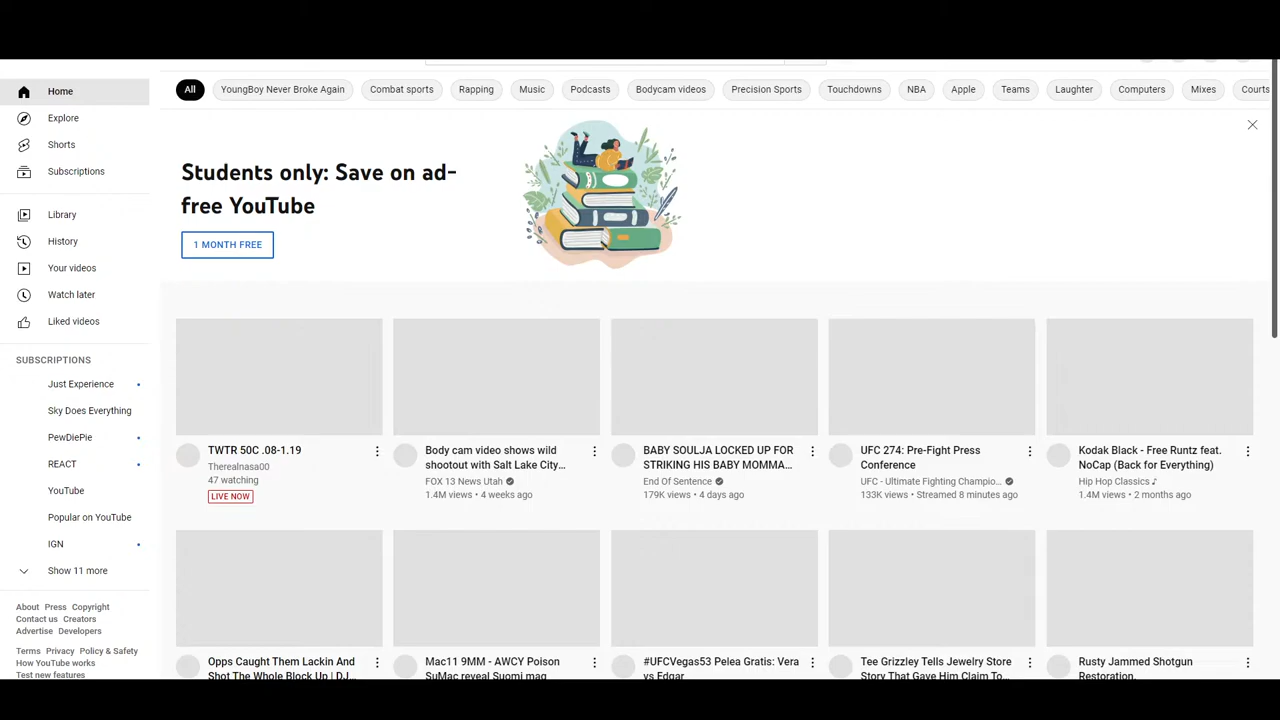 All
YoungBoy Never Broke Again
Combat sports
Rapping
Music
Podcasts
Bodycam videos
Precision Sports
Touchdowns
NBA
Apple
Teams
Laughter
Computers
Mixes
Courts
Home
Explore
Shorts
Subscriptions
Library
History
Your videos
Watch later
Liked videos
SUBSCRIPTIONS
Just Experience
Sky Does Everything
PewDiePie
REACT
YouTube
Popular on YouTube
IGN
Show 11 more
About Press Copyright
Contact us Creators
Advertise Developers
Terms Privacy Policy & Safety
How YouTube works
Test new features
Students only: Save on ad-
free YouTube
1 MONTH FREE
TWTR 50C .08-1.19
Therealnasa00
47 watching
LIVE NOW
Body cam video shows wild
shootout with Salt Lake City...
FOX 13 News Utah
1.4M views • 4 weeks ago
BABY SOULJA LOCKED UP FOR
STRIKING HIS BABY MOMMA...
End Of Sentence
179K views • 4 days ago
UFC 274: Pre-Fight Press
Conference
UFC - Ultimate Fighting Champio...
133K views • Streamed 8 minutes ago
Kodak Black - Free Runtz feat.
NoCap (Back for Everything)
Hip Hop Classics
1.4M views • 2 months ago
Opps Caught Them Lackin And
Shot The Whole Block Up | DJ...
Mac11 9MM - AWCY Poison
SuMac reveal Suomi mag
#UFCVegas53 Pelea Gratis: Vera
vs Edgar
Tee Grizzley Tells Jewelry Store
Story That Gave Him Claim To...
Rusty Jammed Shotgun
Restoration.